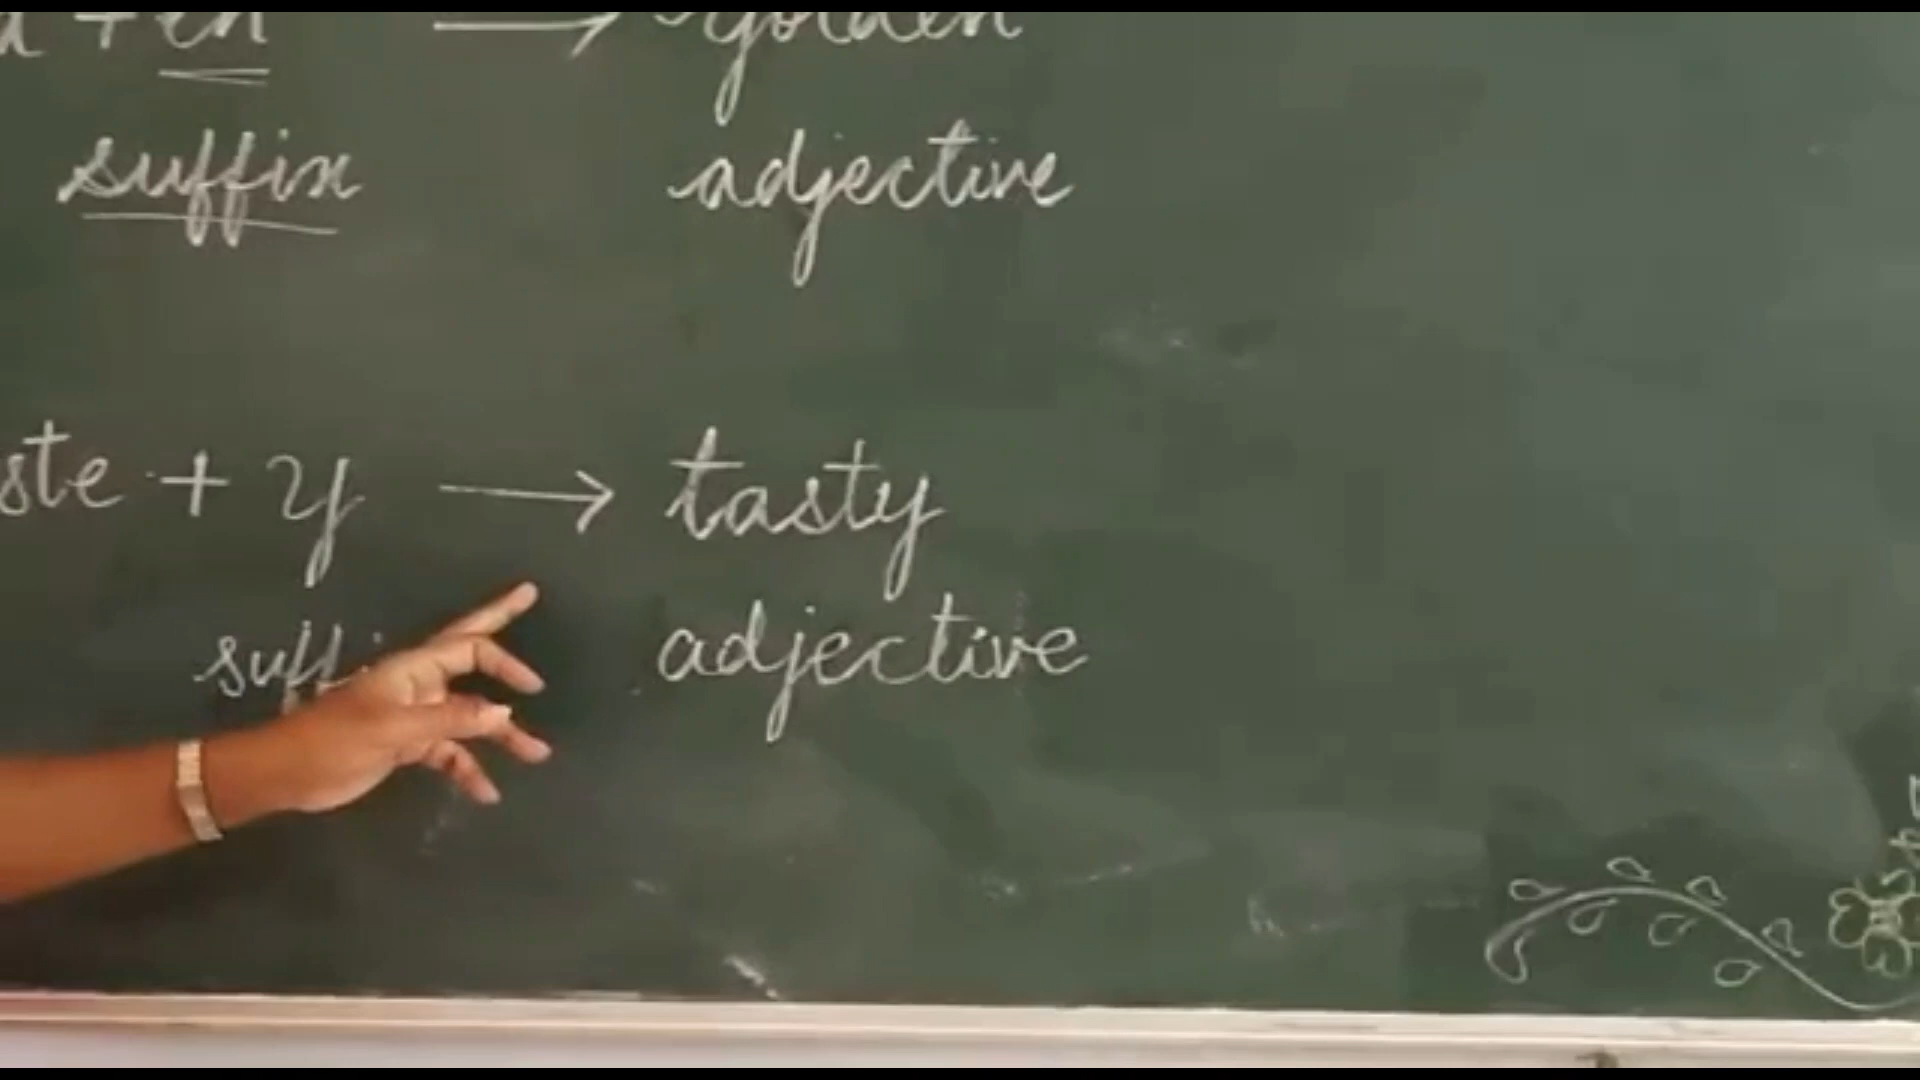 + en → golden
suffix adjective
ste + y → tasty
suff adjective